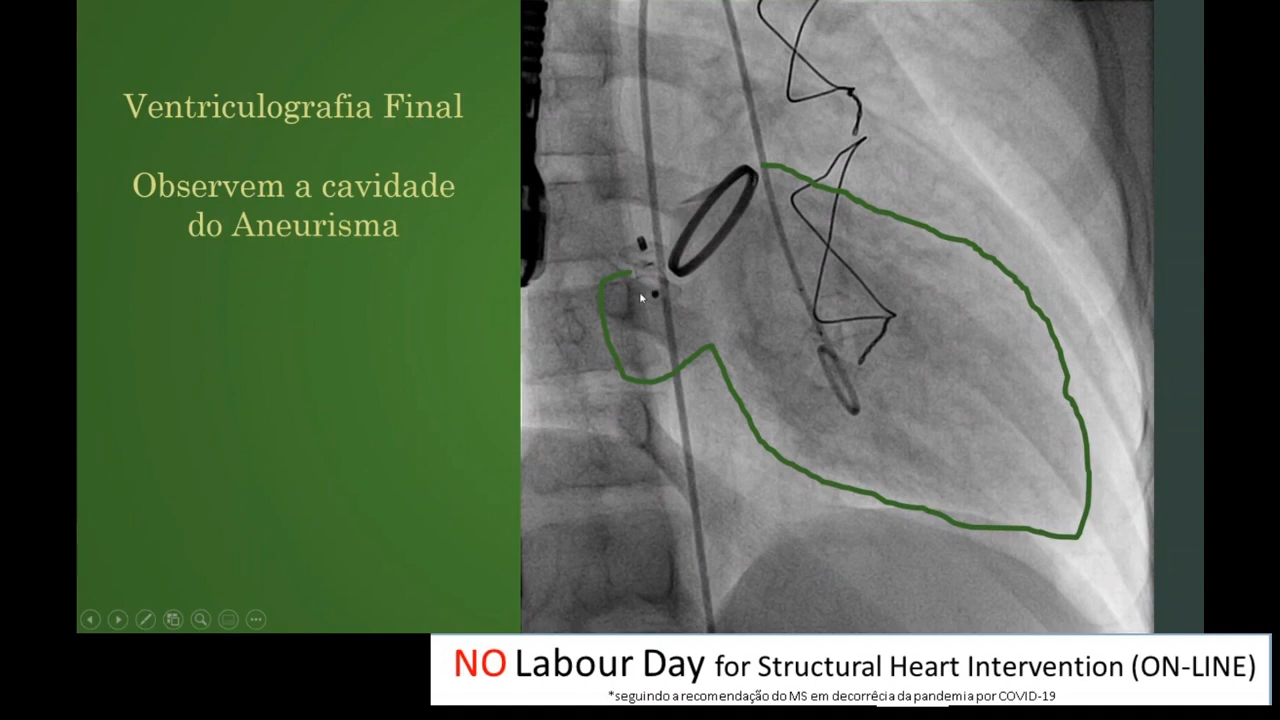 Ventriculografia Final
Observem a cavidade
do Aneurisma
NO Labour Day for Structural Heart Intervention (ON-LINE)
*seguindo a recomendação do MS em decorrêcia da pandemia por COVID-19